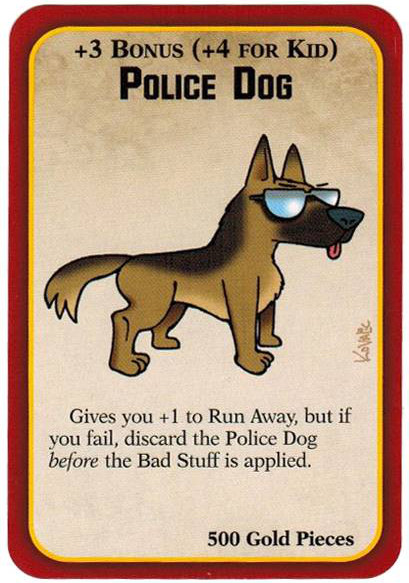 +3 Bonus (+4 for Kid)
Police Dog
Kovalic
Gives you +1 to Run Away, but if
you fail, discard the Police Dog
before the Bad Stuff is applied.
500 Gold Pieces